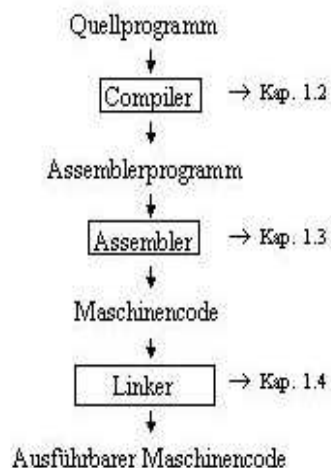 Quellprogramm
Compiler → Kap. 1.2
Assemblerprogramm
Assembler → Kap. 1.3
Maschinencode
Linker → Kap. 1.4
Ausführbarer Maschinencode